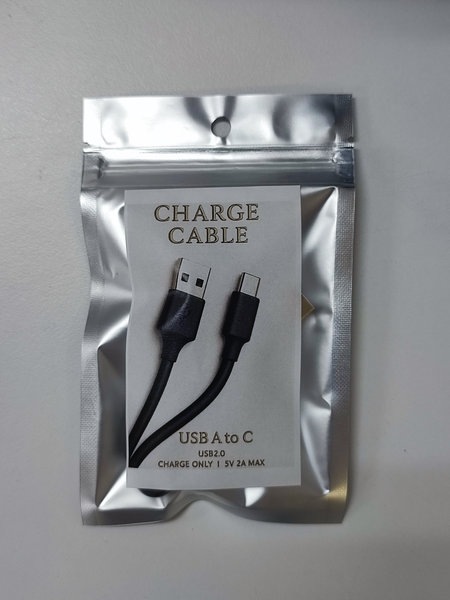 CHARGE
CABLE
USB A to C
USB2.0
CHARGE ONLY | 5V 2A MAX